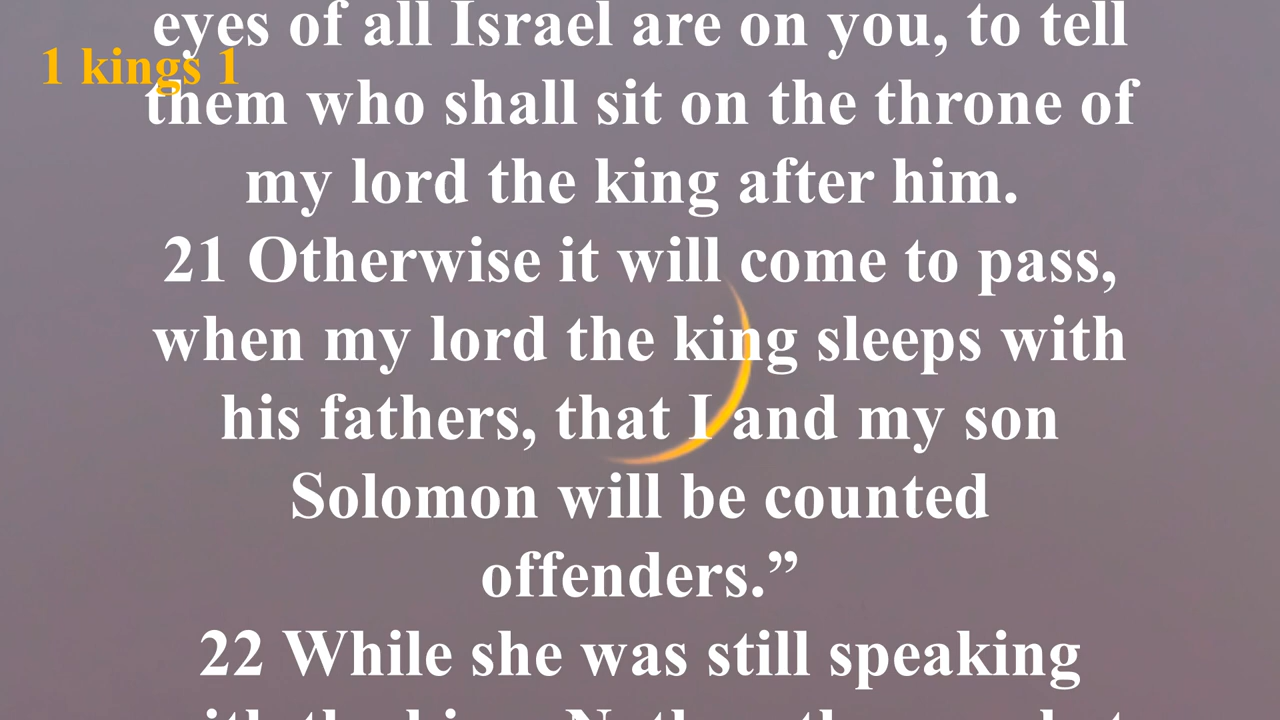 eyes of all Israel are on you, to tell
1 kings 1
them who shall sit on the throne of
my lord the king after him.
21 Otherwise it will come to pass,
when my lord the king sleeps with
his fathers, that I and my son
Solomon will be counted
offenders.”
22 While she was still speaking